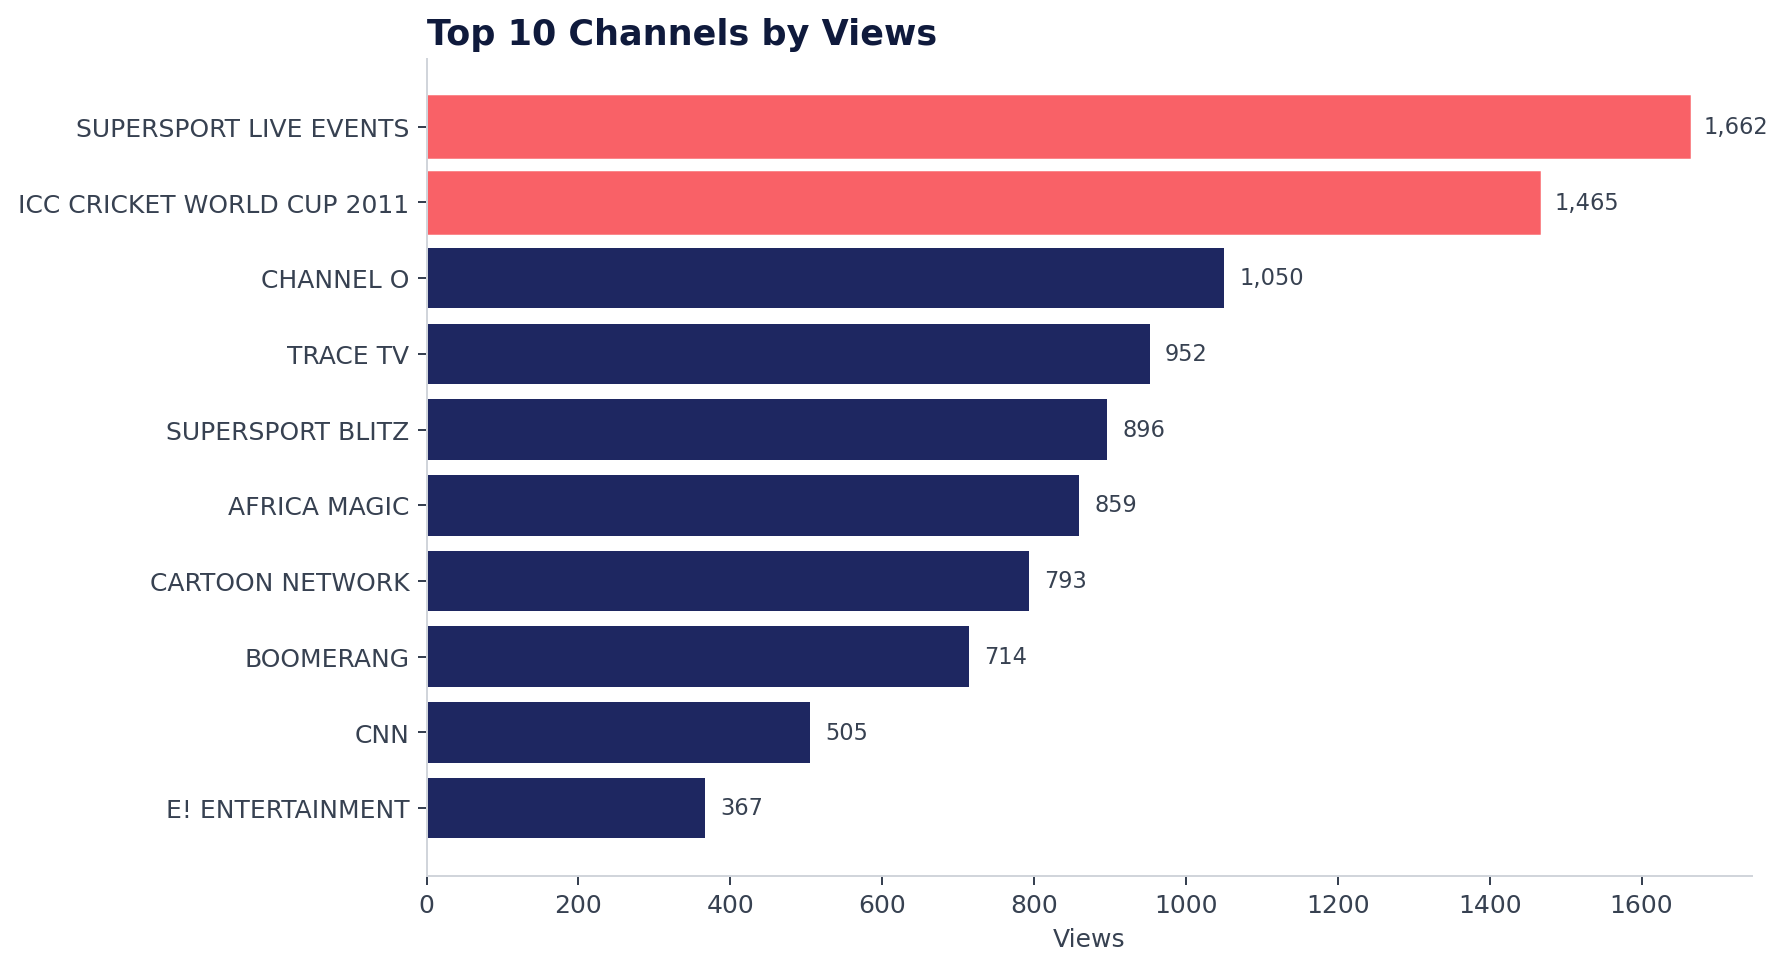 Top 10 Channels by Views
SUPERSPORT LIVE EVENTS 1,662
ICC CRICKET WORLD CUP 2011 1,465
CHANNEL O 1,050
TRACE TV 952
SUPERSPORT BLITZ 896
AFRICA MAGIC 859
CARTOON NETWORK 793
BOOMERANG 714
CNN 505
E! ENTERTAINMENT 367
0 200 400 600 800 1000 1200 1400 1600
Views